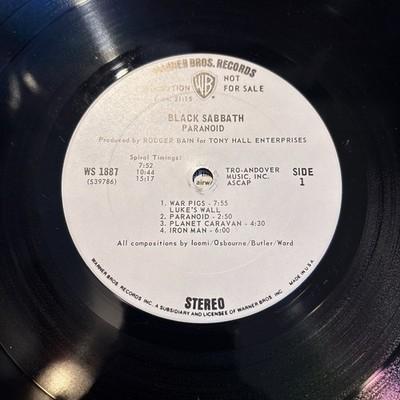 WARNER BROS. RECORDS
WB
NOT
FOR SALE
21:15
BLACK SABBATH
PARANOID
Produced by RODGER BAIN for TONY HALL ENTERPRISES
Spiral Timings:
7:52
10:44
15:17
WS 1887
(S39786)
TRO-ANDOVER
MUSIC, INC.
ASCAP
SIDE
1
1. WAR PIGS - 7:55
LUKE'S WALL
2. PARANOID - 2:50
3. PLANET CARAVAN - 4:30
4. IRON MAN - 6:00
All compositions by Ioomi/Osbourne/Butler/Ward
STEREO
WARNER BROS. RECORDS INC. A SUBSIDIARY AND LICENSEE OF WARNER BROS. INC.
MADE IN U.S.A.